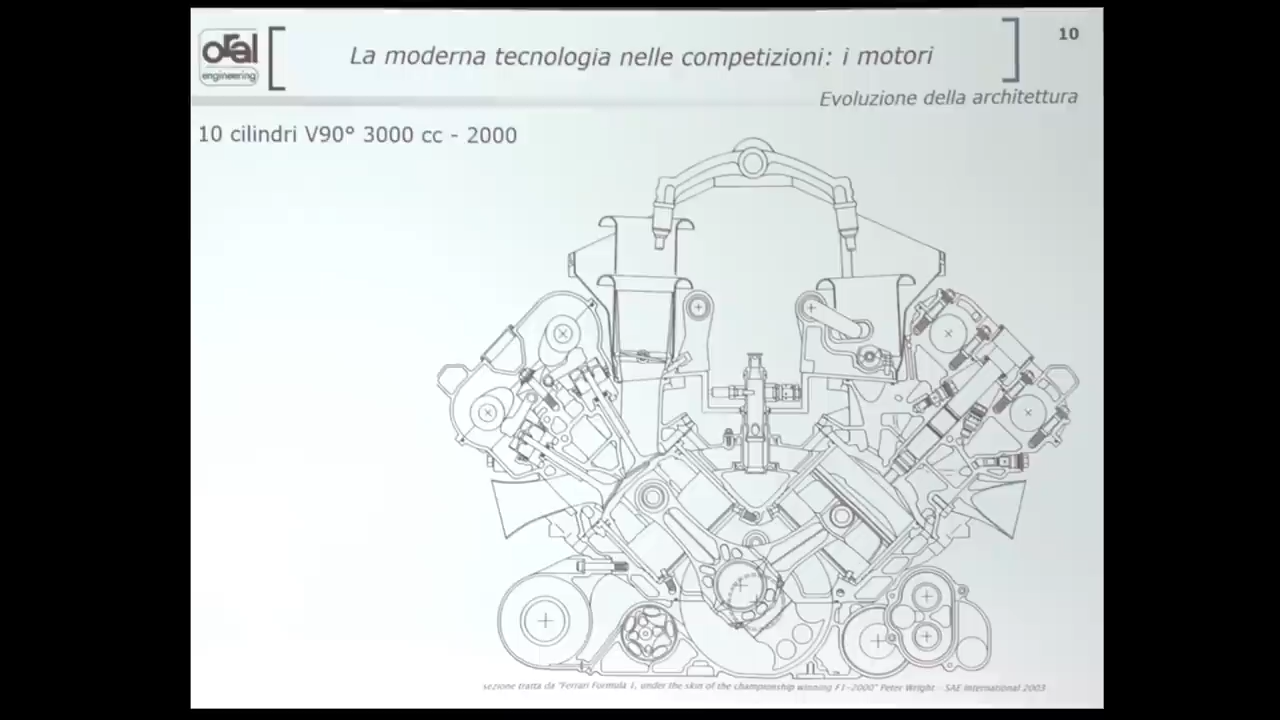 oral
engineering
La moderna tecnologia nelle competizioni: i motori
10
Evoluzione della architettura
10 cilindri V90° 3000 cc - 2000
sezione tratta da "Ferrari Formula 1, under the skin of the championship winning F1-2000" Peter Wright - SAE International 2003